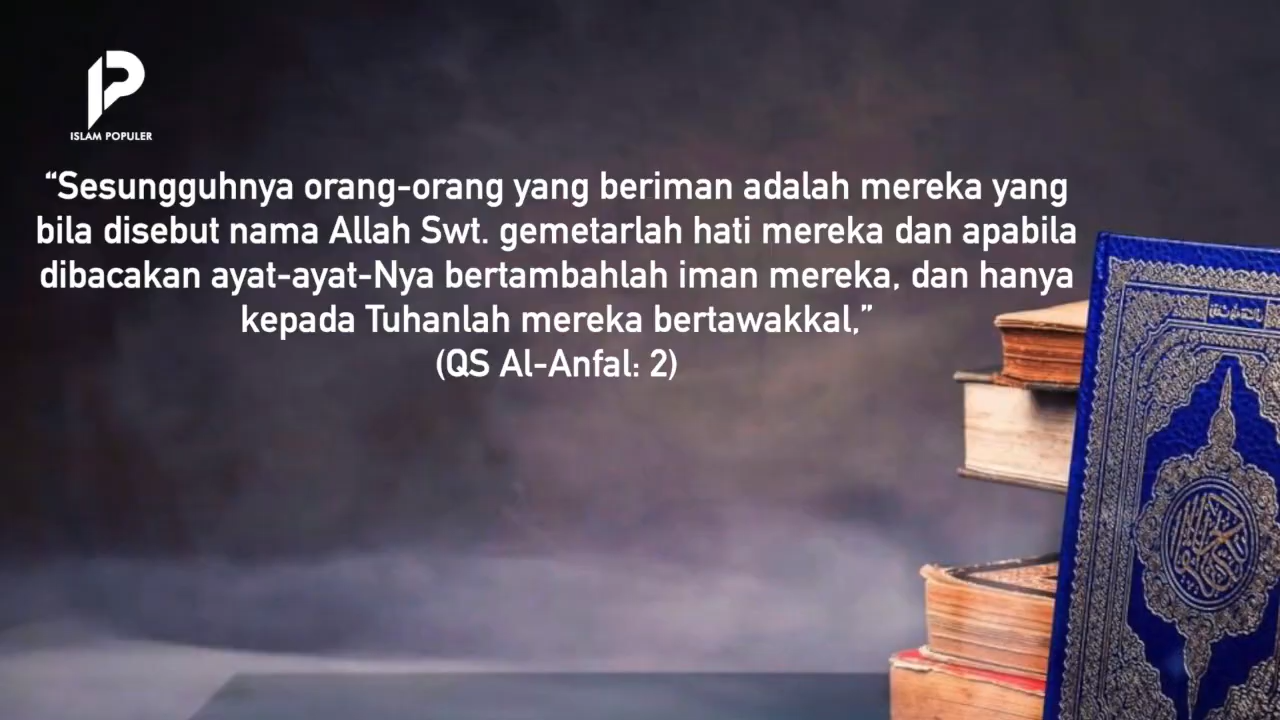 ISLAM POPULER
“Sesungguhnya orang-orang yang beriman adalah mereka yang
bila disebut nama Allah Swt. gemetarlah hati mereka dan apabila
dibacakan ayat-ayat-Nya bertambahlah iman mereka, dan hanya
kepada Tuhanlah mereka bertawakkal,”
(QS Al-Anfal: 2)